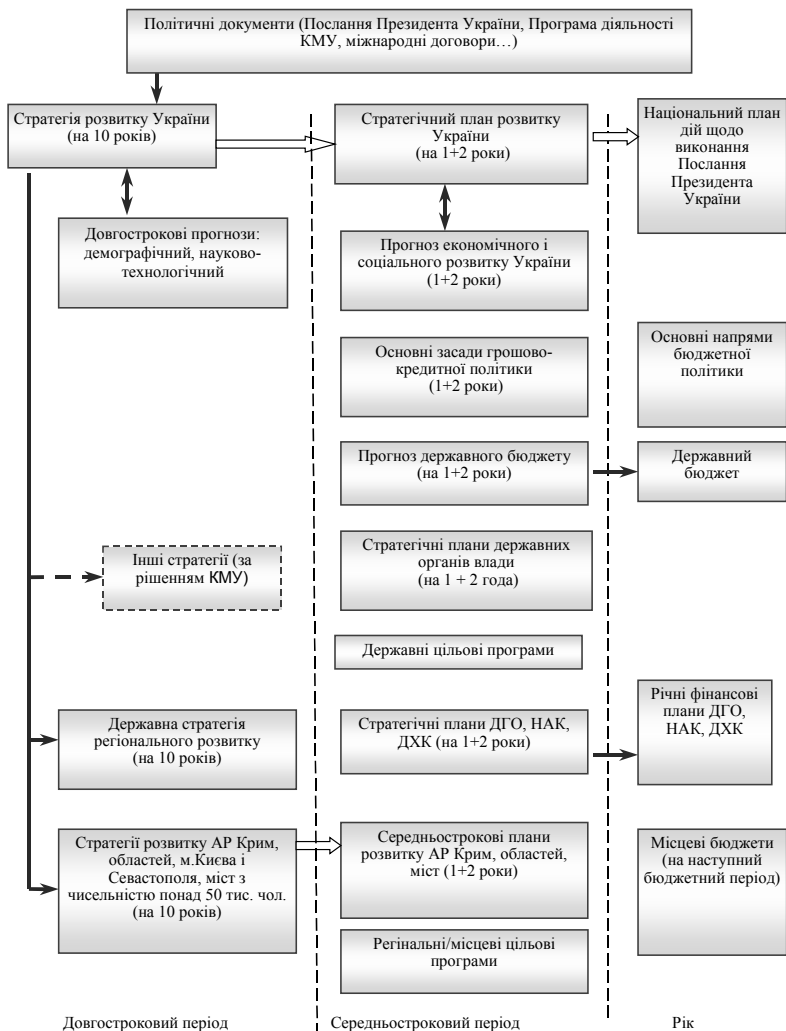 Політичні документи (Послання Президента України, Програма діяльності
КМУ, міжнародні договори…)
Стратегія розвитку України
(на 10 років)
Стратегічний план розвитку
України
(на 1+2 роки)
Національний план
дій щодо
виконання
Послання
Президента
України
Довгострокові прогнози:
демографічний, науково-
технологічний
Прогноз економічного і
соціального розвитку України
(1+2 роки)
Основні засади грошово-
кредитної політики
(1+2 роки)
Основні напрями
бюджетної
політики
Прогноз державного бюджету
(на 1+2 роки)
Державний
бюджет
Інші стратегії (за
рішенням КМУ)
Стратегічні плани державних
органів влади
(на 1 + 2 года)
Державні цільові програми
Державна стратегія
регіонального розвитку
(на 10 років)
Стратегічні плани ДГО, НАК,
ДХК (на 1+2 роки)
Річні фінансові
плани ДГО,
НАК, ДХК
Стратегії розвитку АР Крим,
областей, м.Києва і
Севастополя, міст з
чисельністю понад 50 тис. чол.
(на 10 років)
Середньострокові плани
розвитку АР Крим, областей,
міст (1+2 роки)
Місцеві бюджети
(на наступний
бюджетний період)
Регінальні/місцеві цільові
програми
Довгостроковий період
Середньостроковий період
Рік